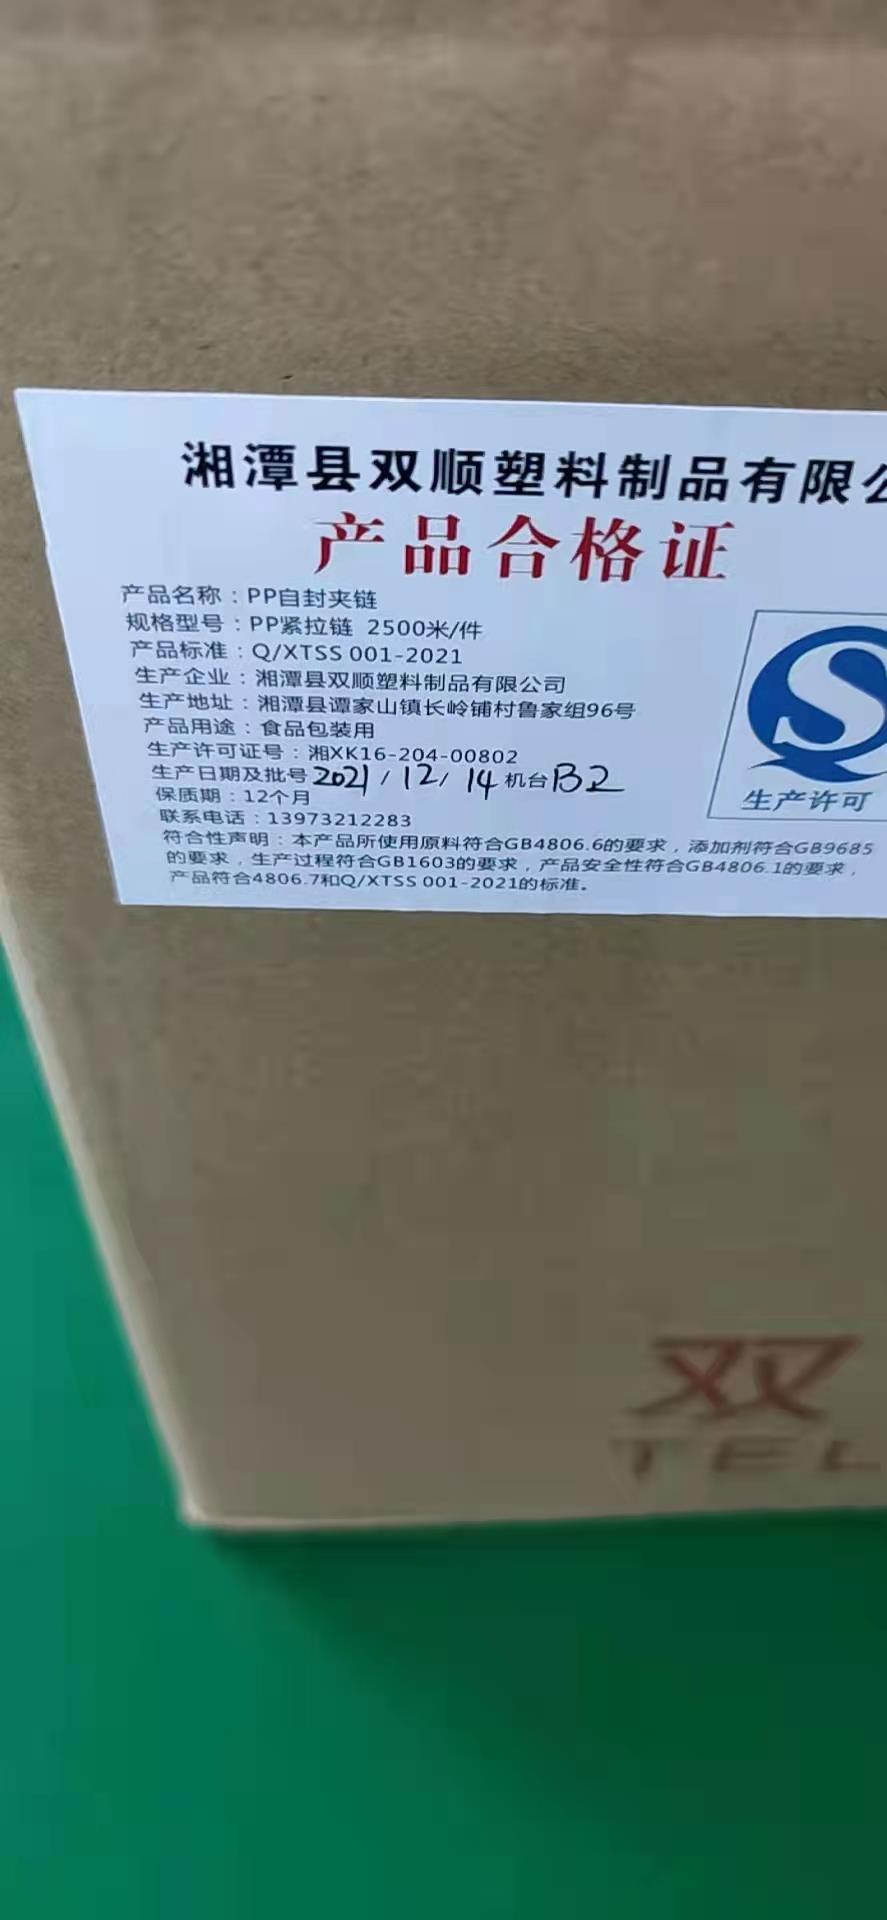 湘潭县双顺塑料制品有限公
产品合格证
产品名称：PP自封夹链
规格型号：PP紧拉链 2500米/件
产品标准：Q/XTSS 001-2021
生产企业：湘潭县双顺塑料制品有限公司
生产地址：湘潭县谭家山镇长岭铺村鲁家组96号
产品用途：食品包装用
生产许可证号：湘XK16-204-00802
生产日期及批号 2021/12/14 机台 B2
保质期：12个月
联系电话：13973212283
符合性声明：本产品所使用原料符合GB4806.6的要求，添加剂符合GB9685
的要求，生产过程符合GB1603的要求，产品安全性符合GB4806.1的要求，
产品符合4806.7和Q/XTSS 001-2021的标准。
生产许可
双
TEL